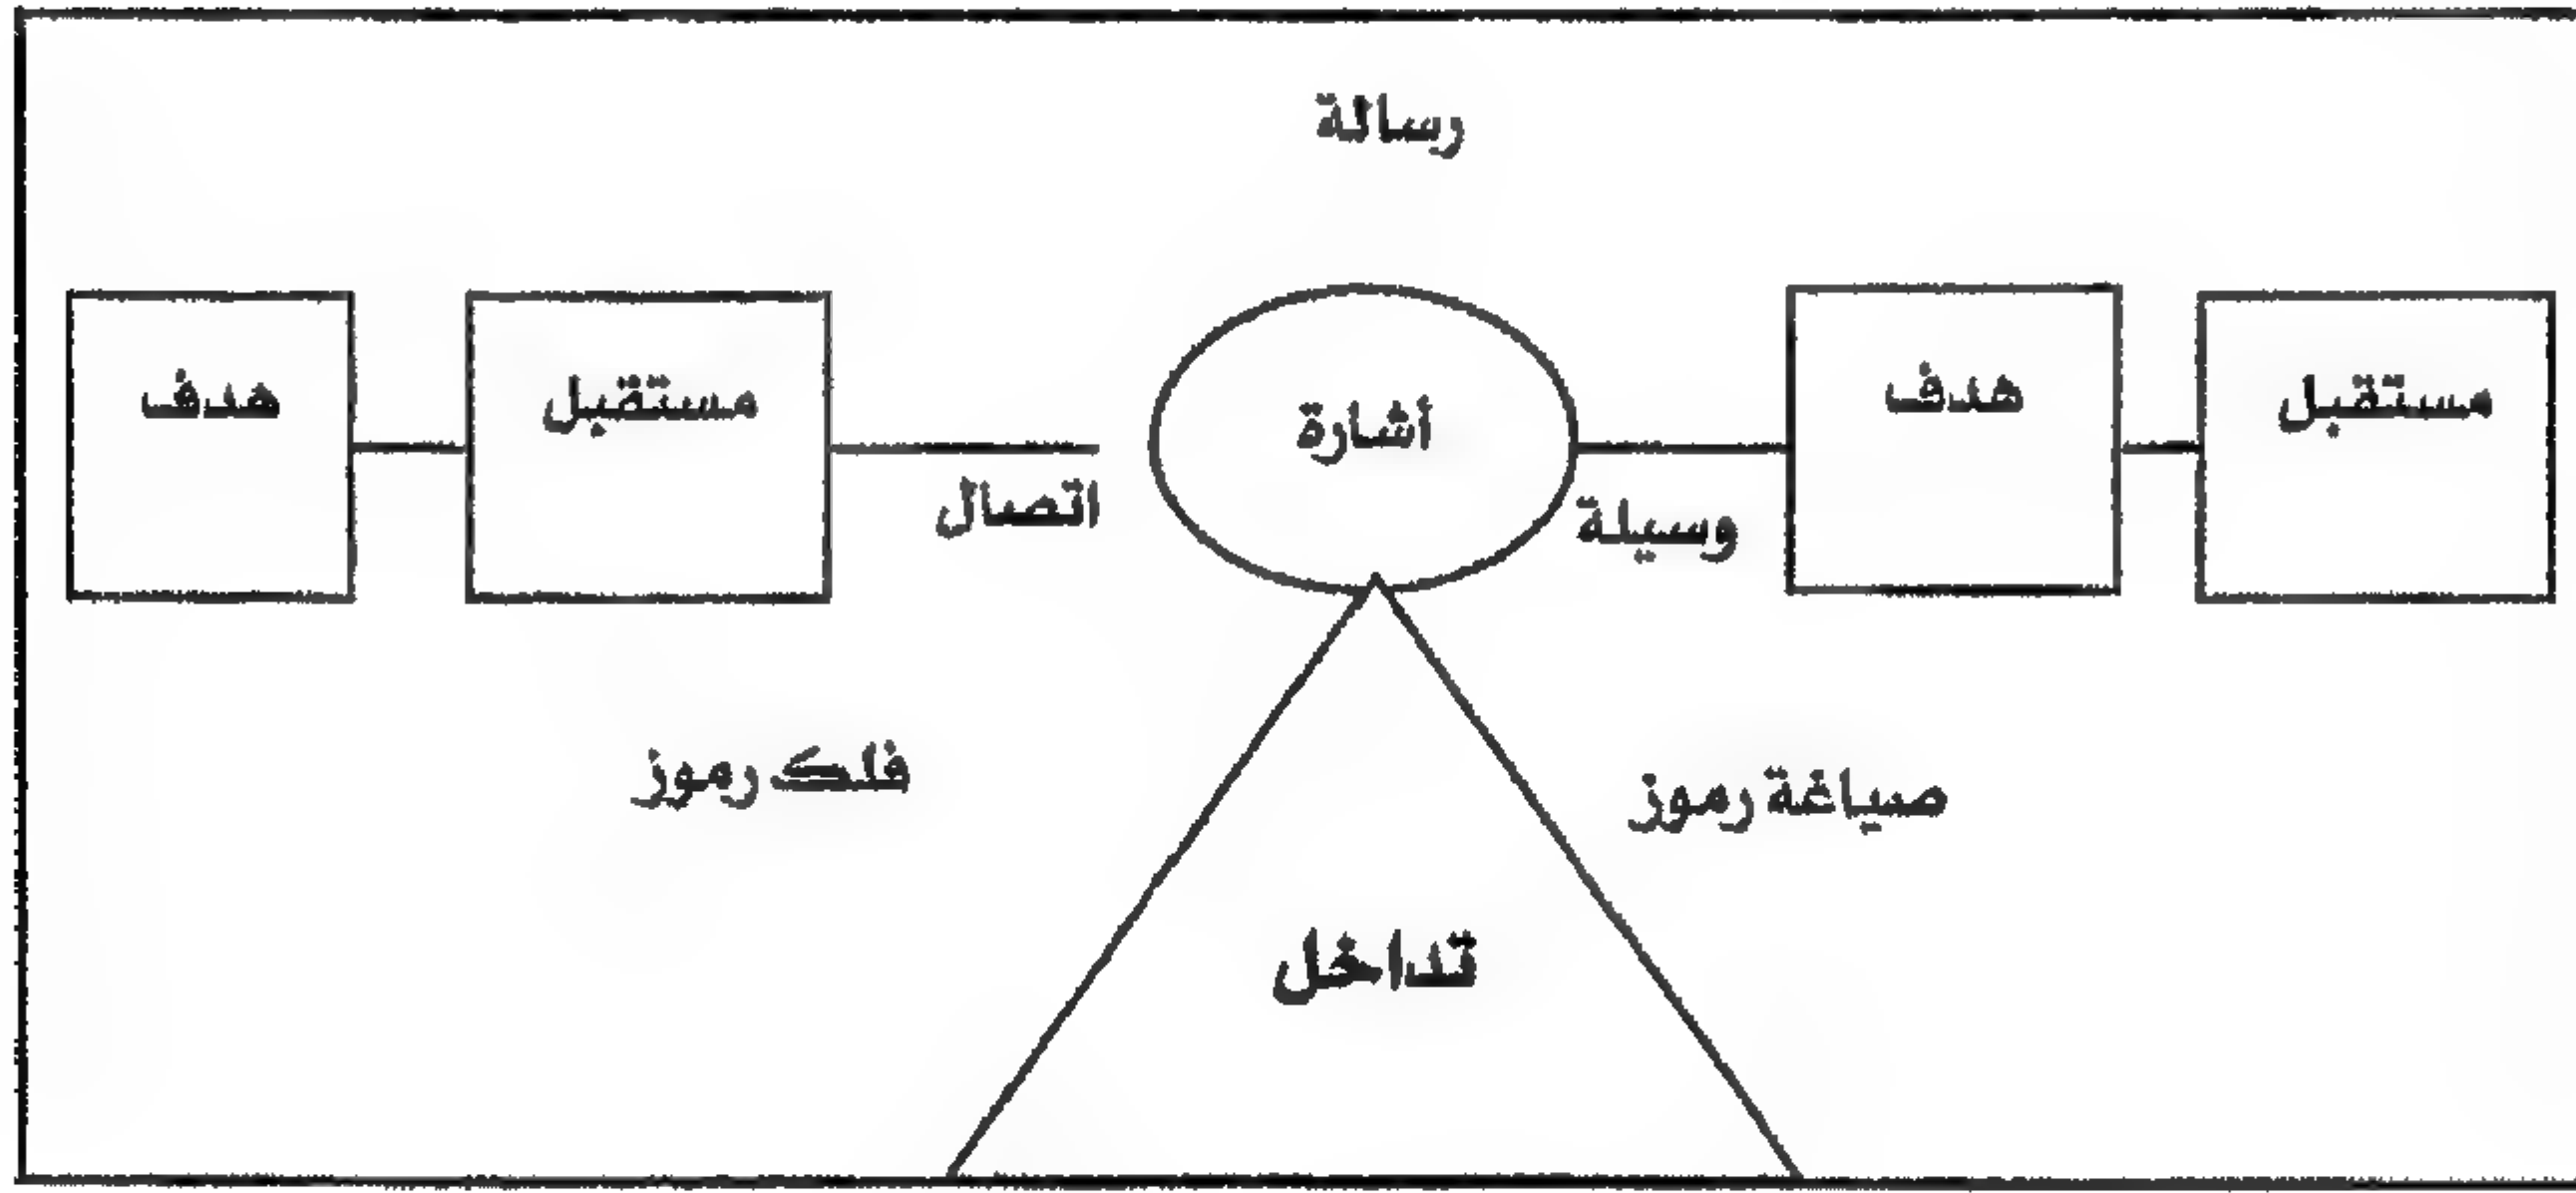 رسالة
مستقبل
هدف
أشارة
مستقبل
هدف
وسيلة
اتصال
صياغة رموز
فلك رموز
تداخل